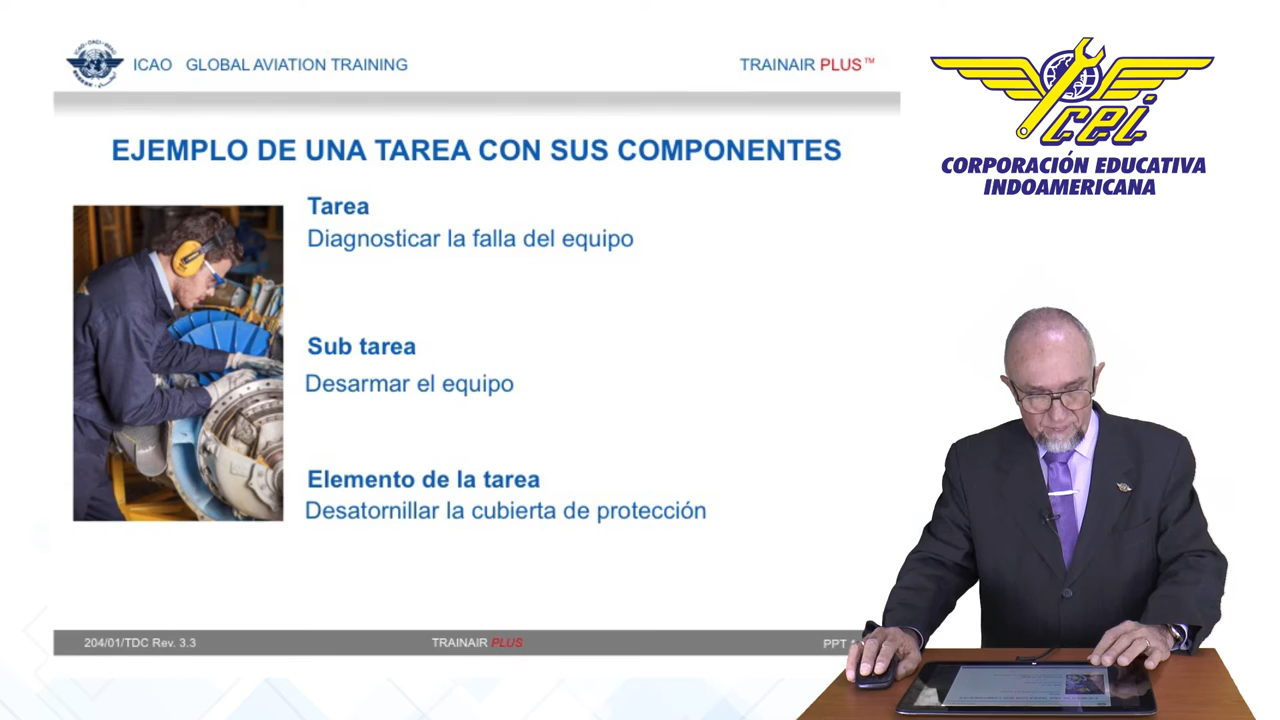 ICAO GLOBAL AVIATION TRAINING
TRAINAIR PLUS™
EJEMPLO DE UNA TAREA CON SUS COMPONENTES
Tarea
Diagnosticar la falla del equipo
Sub tarea
Desarmar el equipo
Elemento de la tarea
Desatornillar la cubierta de protección
204/01/TDC Rev. 3.3
TRAINAIR PLUS
PPT
cei
CORPORACIÓN EDUCATIVA
INDOAMERICANA